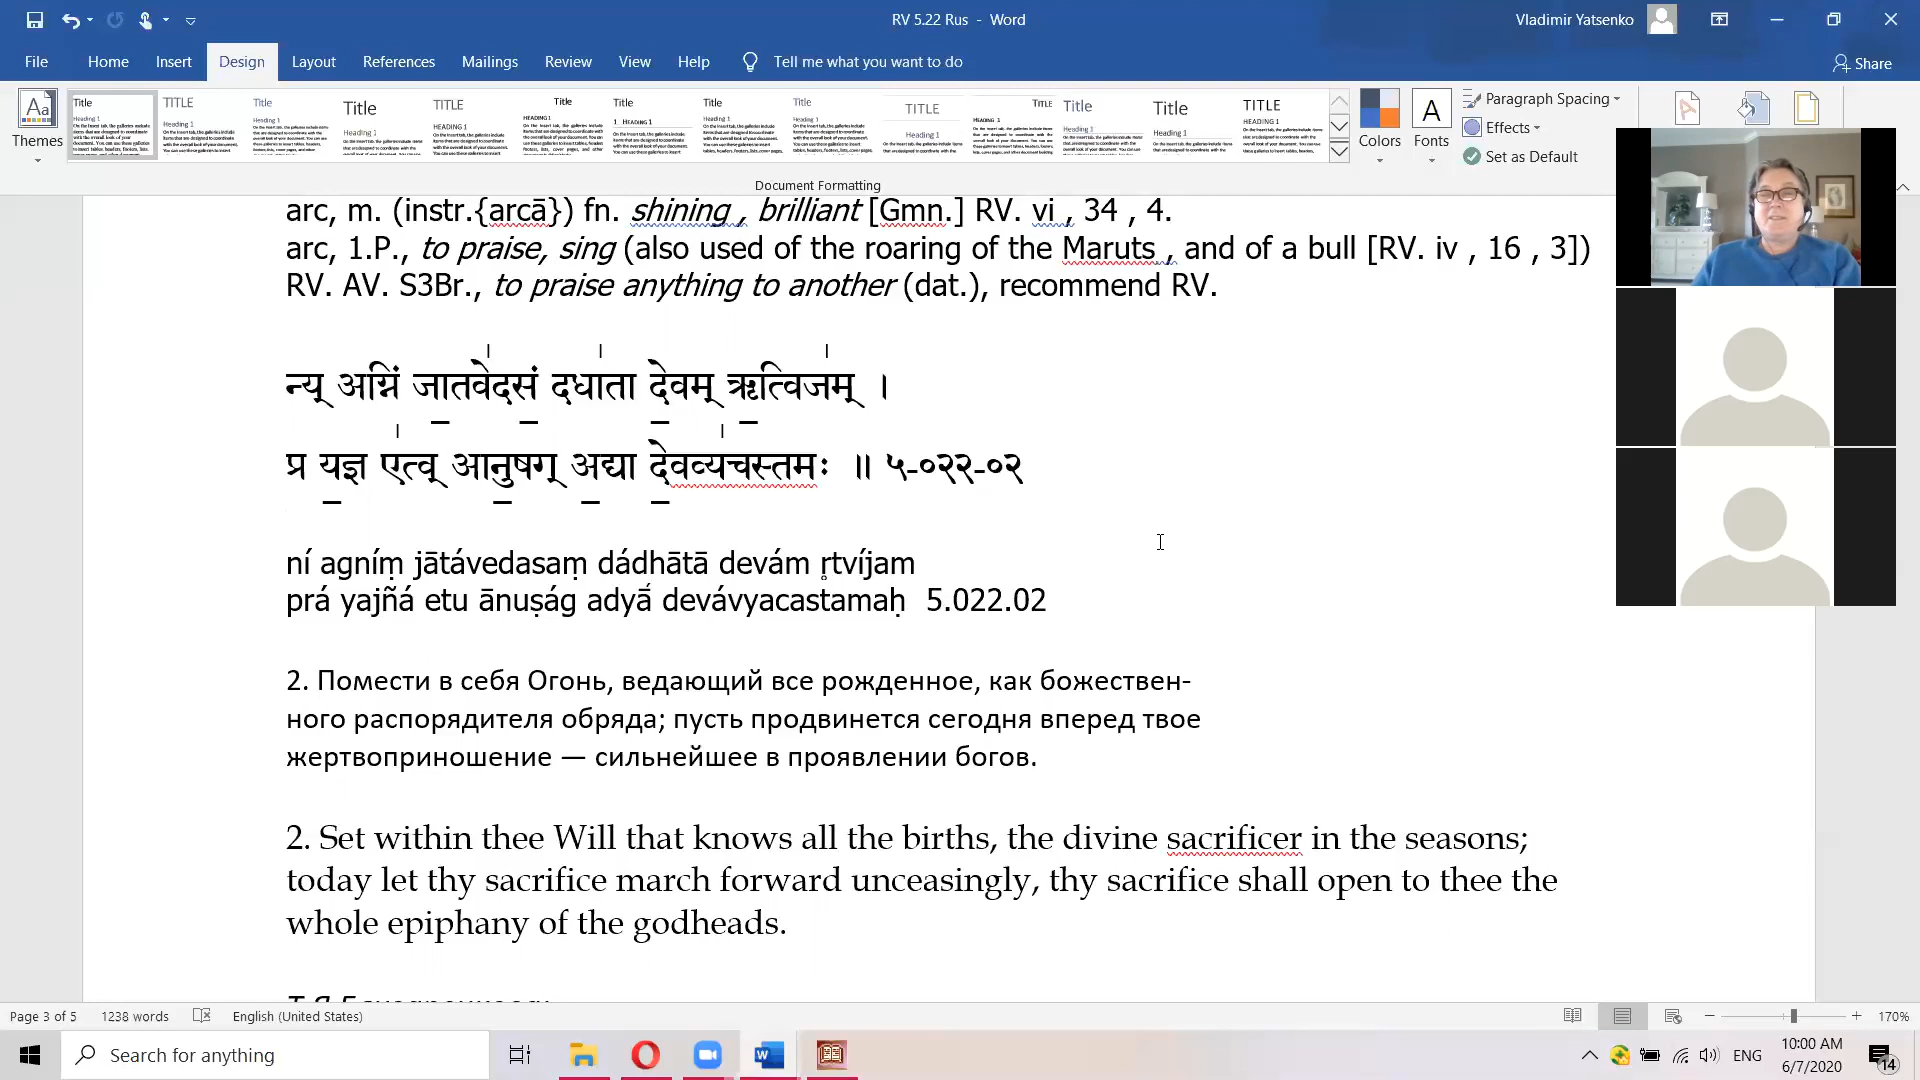 RV 5.22 Rus - Word
Vladimir Yatsenko
File Home Insert Design Layout References Mailings Review View Help Tell me what you want to do
Share
Themes
Colors
Fonts
Paragraph Spacing
Effects
Set as Default
Document Formatting
arc, m. (instr.{arcā}) fn. shining , brilliant [Gmn.] RV. vi , 34 , 4.
arc, 1.P., to praise, sing (also used of the roaring of the Maruts , and of a bull [RV. iv , 16 , 3])
RV. AV. S3Br., to praise anything to another (dat.), recommend RV.
न्य् अ॒ग्निं जा॒तवे॑दसं॒ दधा॑ता दे॒वम् ऋ॒त्विज॑म् ।
प्र य॒ज्ञ ए॑त्व् आनु॒षग् अ॒द्या दे॒वव्य॑चस्तमः ॥ ५-०२२-०२
ní agníṃ jātávedasaṃ dádhātā devám r̥tvíjam
prá yajñá etu ānuṣág adyā́ devávyacastamaḥ 5.022.02
2. Помести в себя Огонь, ведающий все рожденное, как божествен-
ного распорядителя обряда; пусть продвинется сегодня вперед твое
жертвоприношение — сильнейшее в проявлении богов.
2. Set within thee Will that knows all the births, the divine sacrificer in the seasons;
today let thy sacrifice march forward unceasingly, thy sacrifice shall open to thee the
whole epiphany of the godheads.
Page 3 of 5 1238 words English (United States)
170%
Search for anything
ENG
10:00 AM
6/7/2020
14